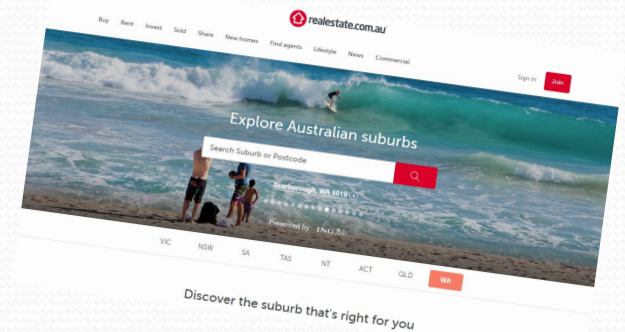 realestate.com.au
Buy Rent Invest Sold Share New homes Find agents Lifestyle News Commercial
Sign in Join
Explore Australian suburbs
Search Suburb or Postcode
Scarborough, WA 6019
Presented by ING
VIC NSW SA TAS NT ACT QLD WA
Discover the suburb that's right for you